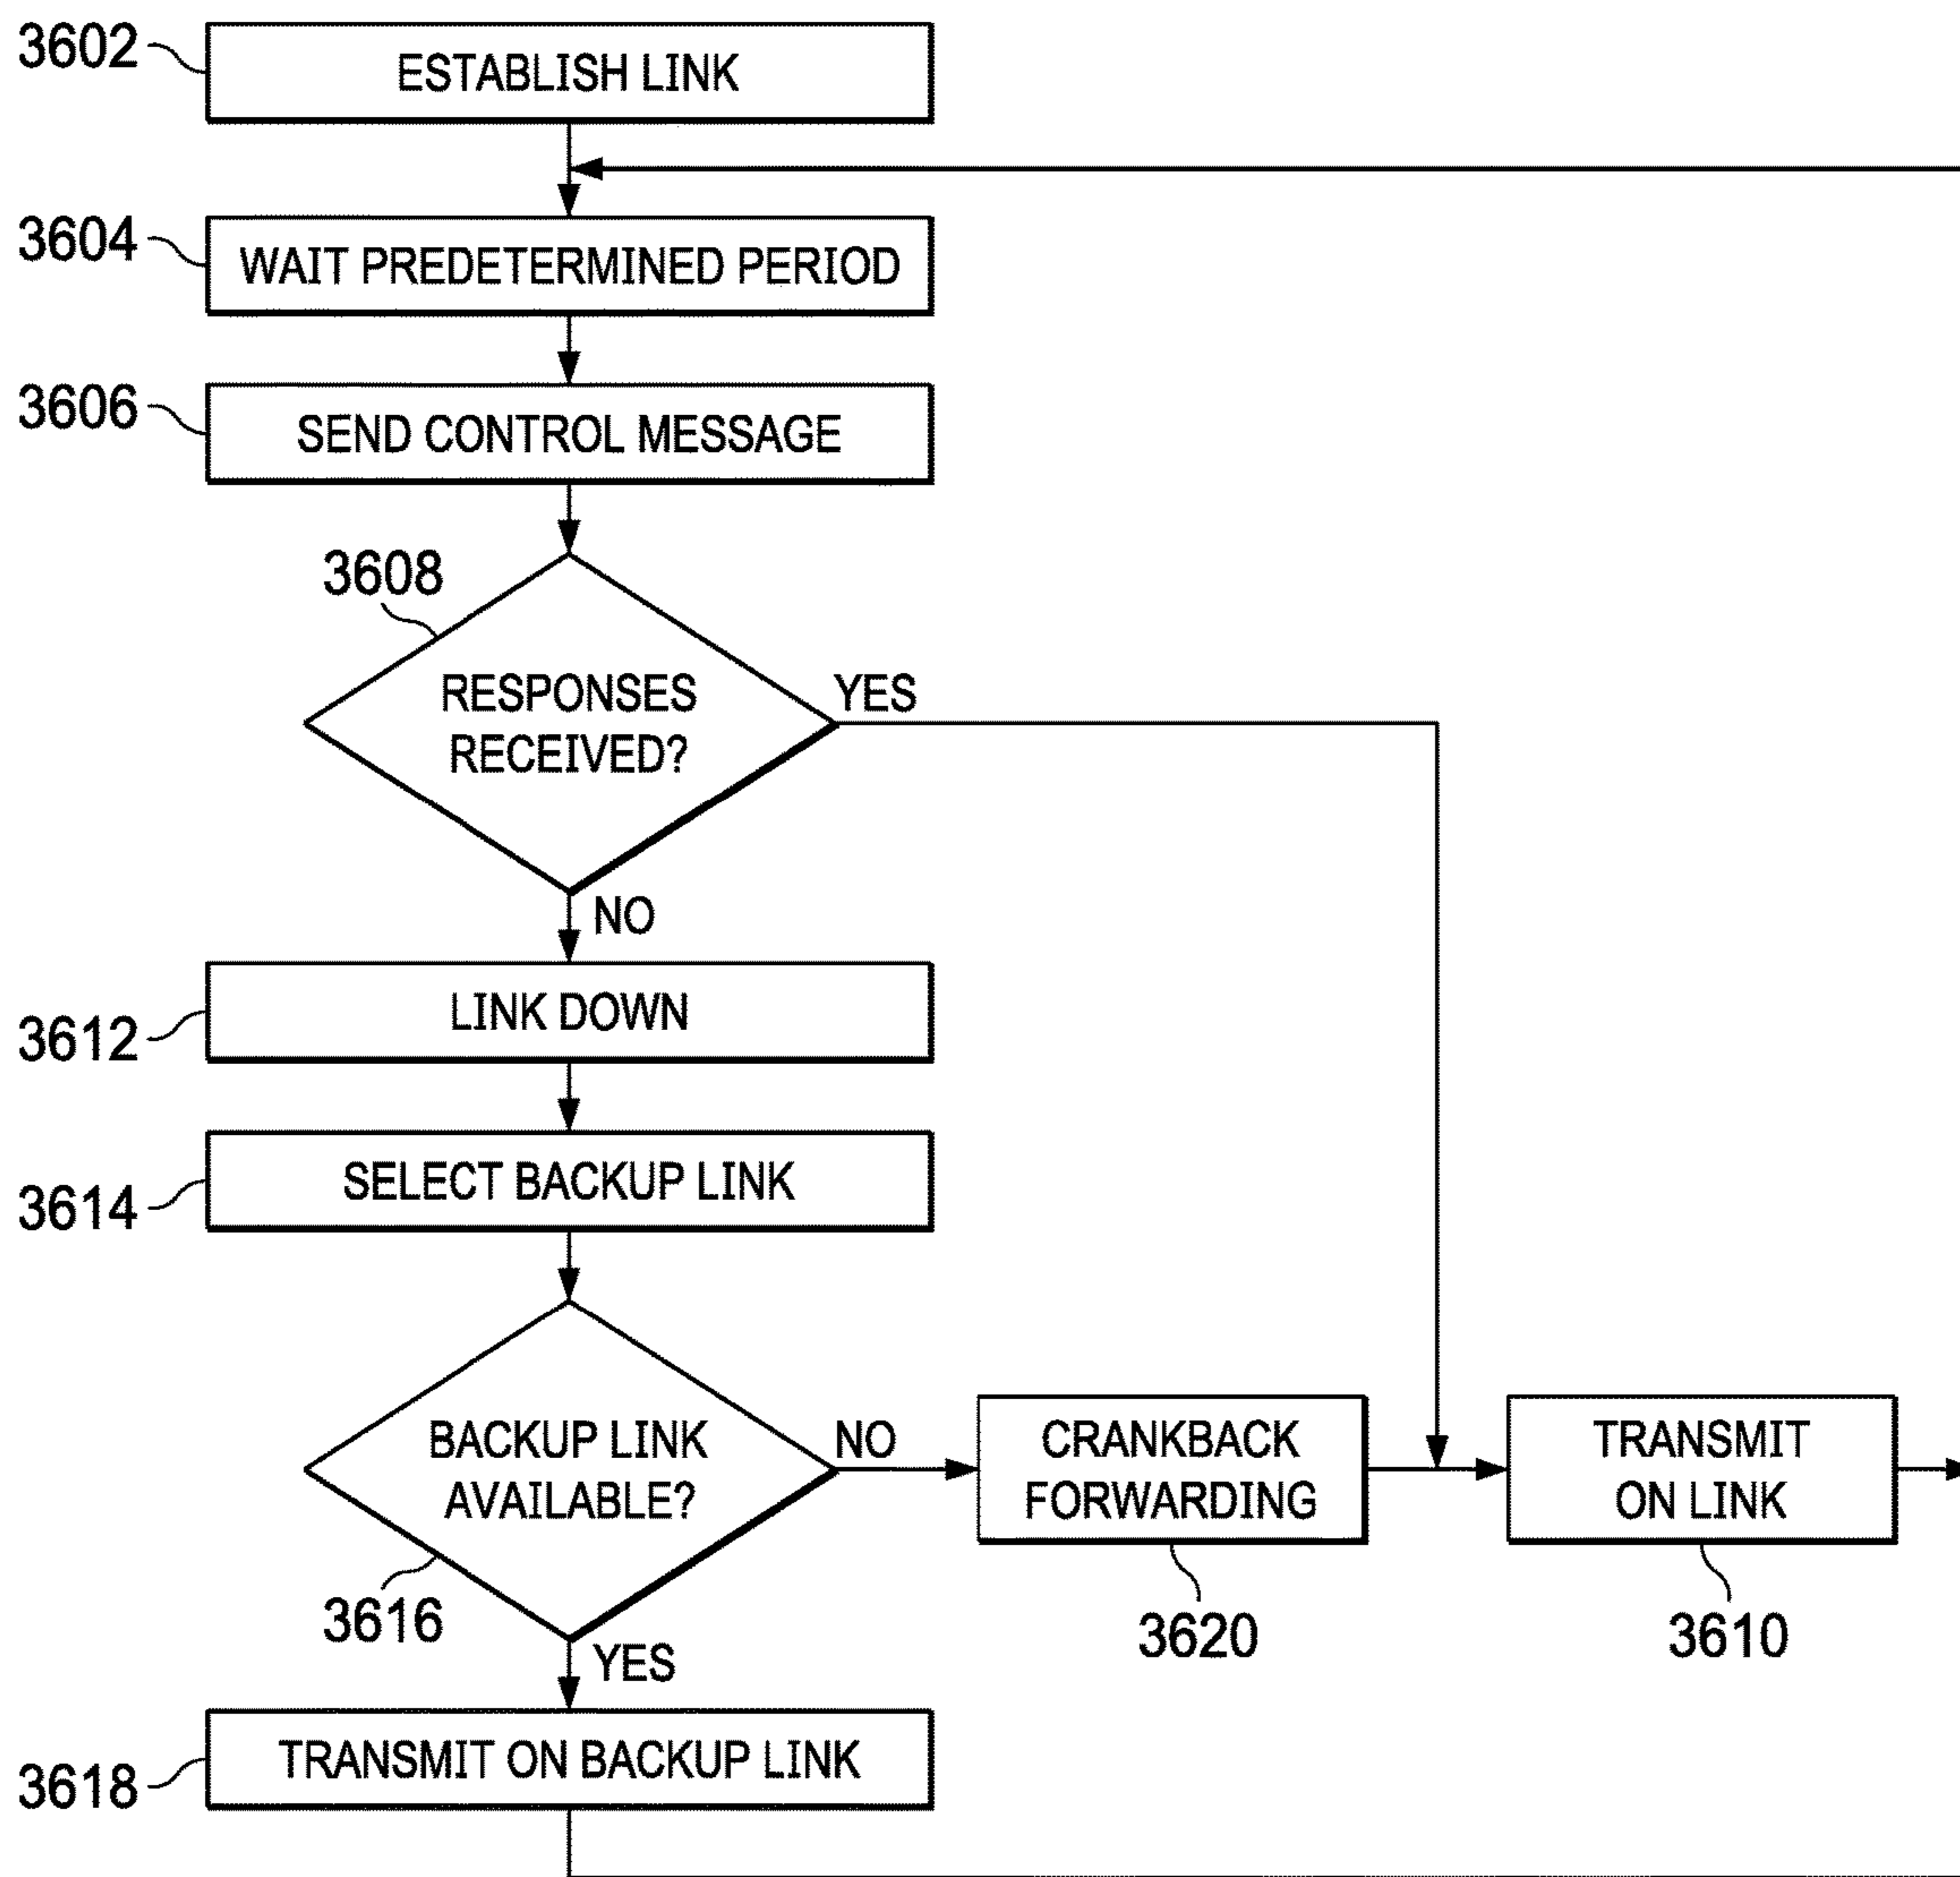 3602
ESTABLISH LINK
3604
WAIT PREDETERMINED PERIOD
3606
SEND CONTROL MESSAGE
3608
RESPONSES
RECEIVED?
YES
NO
3612
LINK DOWN
3614
SELECT BACKUP LINK
BACKUP LINK
AVAILABLE?
NO
3616
YES
CRANKBACK
FORWARDING
3620
TRANSMIT
ON LINK
3610
3618
TRANSMIT ON BACKUP LINK